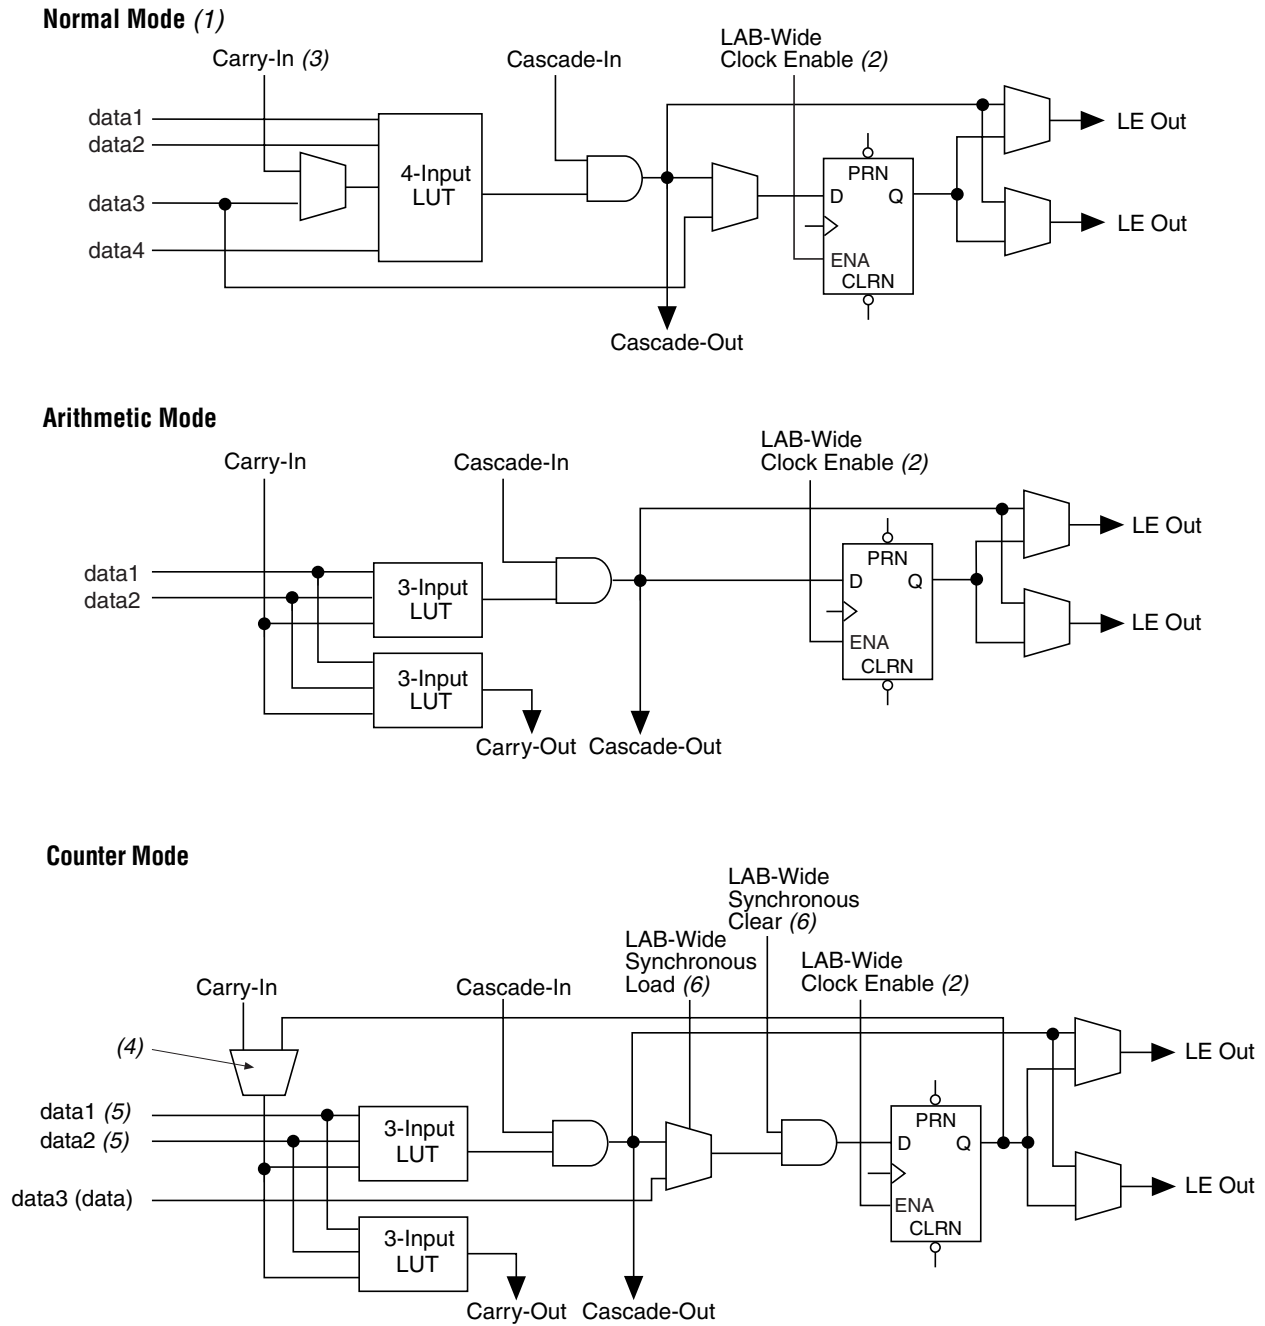 Normal Mode (1)
LAB-Wide
Carry-In (3)
Cascade-In
Clock Enable (2)
data1
data2
data3
data4
4-Input
LUT
PRN
D
Q
ENA
CLRN
LE Out
LE Out
Cascade-Out
Arithmetic Mode
LAB-Wide
Carry-In
Cascade-In
Clock Enable (2)
data1
data2
3-Input
LUT
3-Input
LUT
PRN
D
Q
ENA
CLRN
LE Out
LE Out
Carry-Out
Cascade-Out
Counter Mode
LAB-Wide
Synchronous
Clear (6)
LAB-Wide
Synchronous
Load (6)
LAB-Wide
Clock Enable (2)
Carry-In
Cascade-In
(4)
data1 (5)
data2 (5)
data3 (data)
3-Input
LUT
3-Input
LUT
PRN
D
Q
ENA
CLRN
LE Out
LE Out
Carry-Out
Cascade-Out